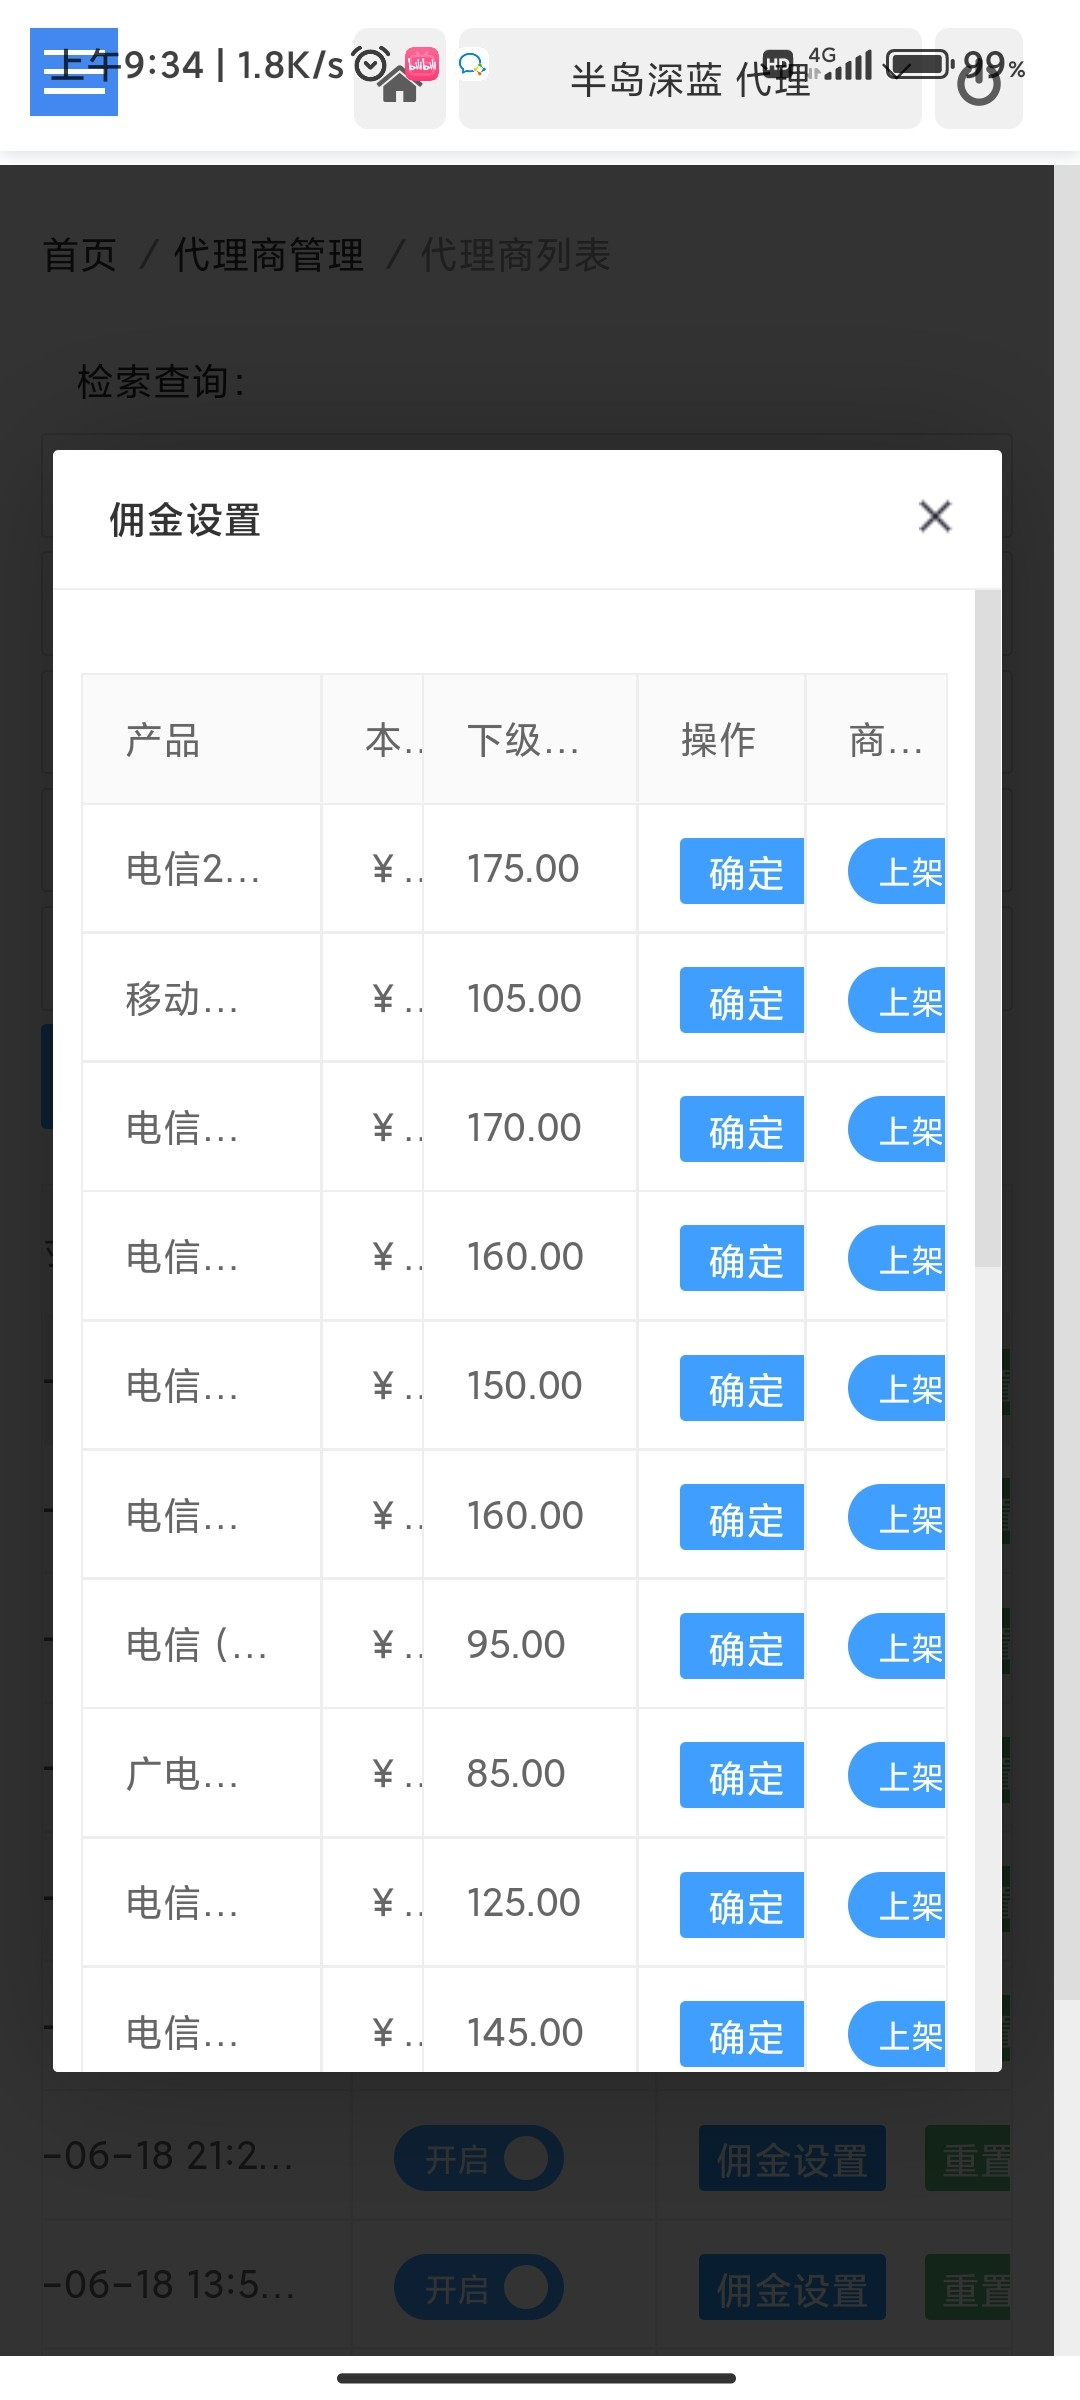 上午9:34 | 1.8K/s
bilibili
HD 4G 99%
半岛深蓝 代理
首页 / 代理商管理 / 代理商列表
检索查询：
佣金设置
产品 本.. 下级... 操作 商...
电信2... ¥ .. 175.00 确定 上架
移动... ¥ .. 105.00 确定 上架
电信... ¥ .. 170.00 确定 上架
电信... ¥ .. 160.00 确定 上架
电信... ¥ .. 150.00 确定 上架
电信... ¥ .. 160.00 确定 上架
电信 (... ¥ .. 95.00 确定 上架
广电... ¥ .. 85.00 确定 上架
电信... ¥ .. 125.00 确定 上架
电信... ¥ .. 145.00 确定 上架
-06-18 21:2... 开启 佣金设置 重置
-06-18 13:5... 开启 佣金设置 重置